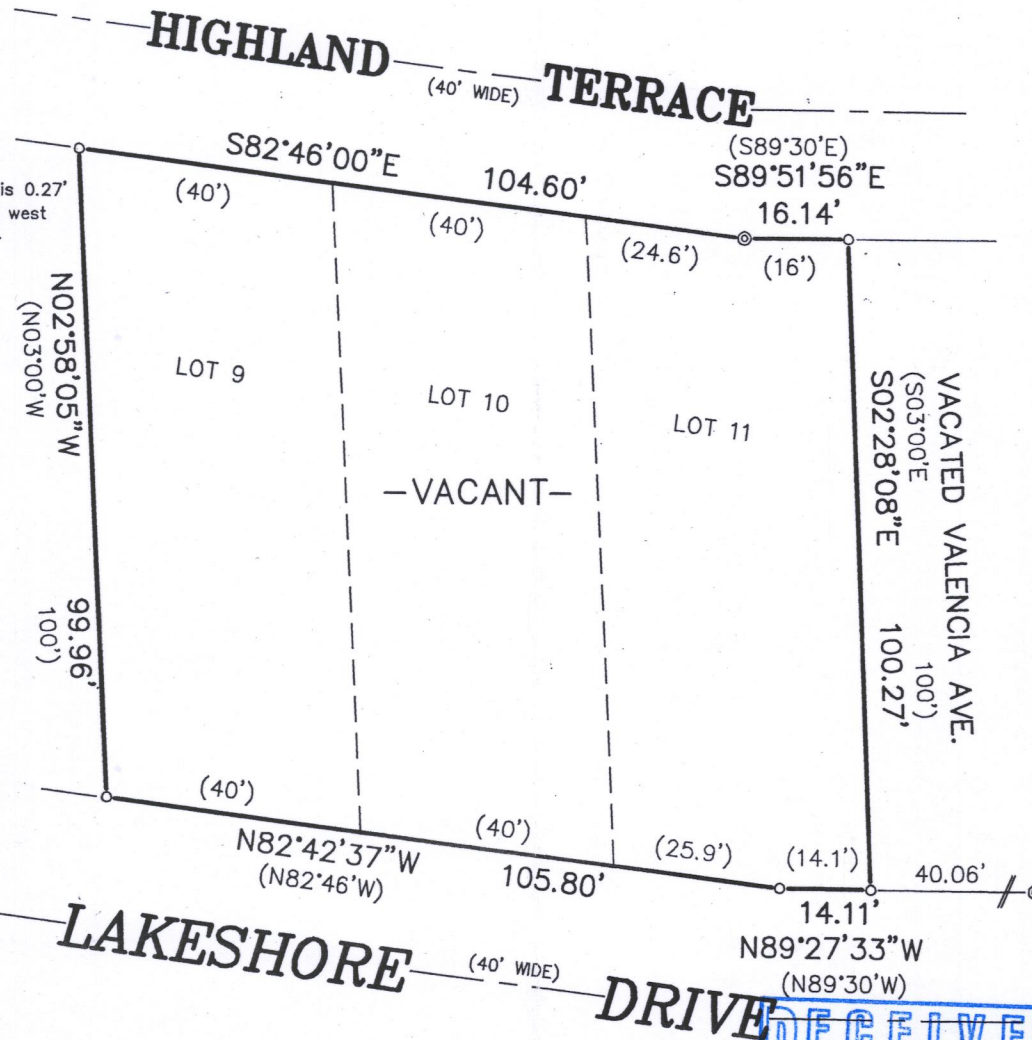 HIGHLAND (40' WIDE) TERRACE
(S89°30'E)
S82°46'00"E 104.60' S89°51'56"E
16.14'
is 0.27'
west
(40') (40') (24.6') (16')
N02°58'05"W 99.96'
(N03°00'W 100')
LOT 9 LOT 10 LOT 11
-VACANT-
VACATED VALENCIA AVE.
(S03°00'E 100')
S02°28'08"E 100.27'
(40') (40') (25.9') (14.1') 40.06'
N82°42'37"W 105.80' 14.11'
(N82°46'W) N89°27'33"W
(N89°30'W)
LAKESHORE (40' WIDE) DRIVE